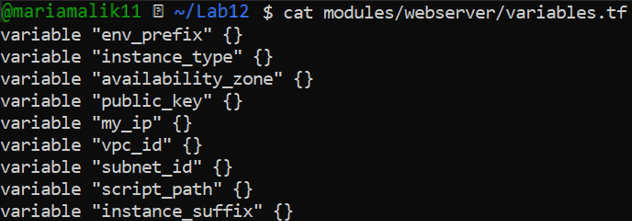 @mariamalik11 ~/Lab12 $ cat modules/webserver/variables.tf
variable "env_prefix" {}
variable "instance_type" {}
variable "availability_zone" {}
variable "public_key" {}
variable "my_ip" {}
variable "vpc_id" {}
variable "subnet_id" {}
variable "script_path" {}
variable "instance_suffix" {}